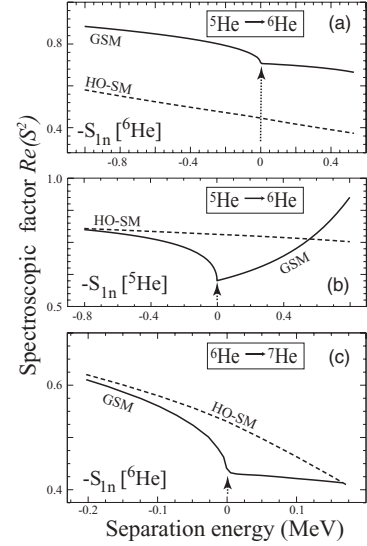 Spectroscopic factor Re(S²)
⁵He → ⁶He
(a)
GSM
HO-SM
-S₁ₙ [⁶He]
0.8
0.4
-0.8 -0.4 0 0.4
⁵He → ⁶He
HO-SM
GSM
(b)
-S₁ₙ [⁵He]
b
0.5
-0.8 -0.4 0 0.4
⁶He → ⁷He
(c)
HO-SM
GSM
-S₁ₙ [⁶He]
0.6
0.4
-0.2 -0.1 0 0.1
Separation energy (MeV)